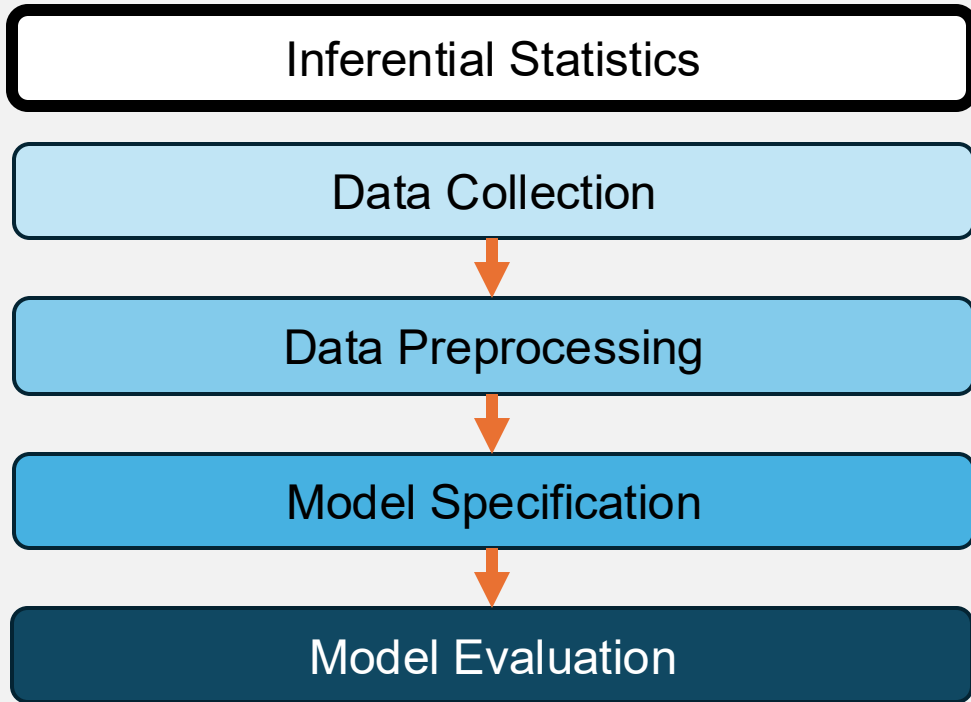 Inferential Statistics
Data Collection
Data Preprocessing
Model Specification
Model Evaluation